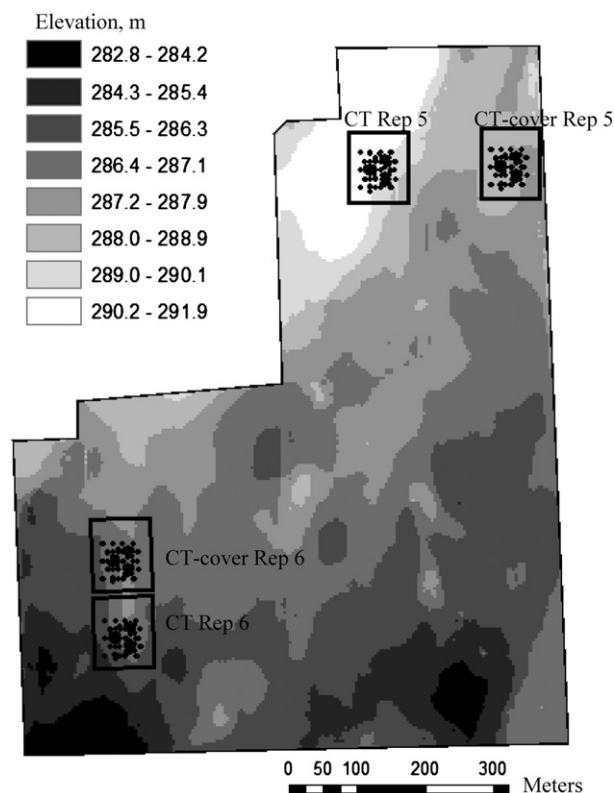 Elevation, m
282.8 - 284.2
284.3 - 285.4
285.5 - 286.3
286.4 - 287.1
287.2 - 287.9
288.0 - 288.9
289.0 - 290.1
290.2 - 291.9
CT Rep 5
CT-cover Rep 5
CT-cover Rep 6
CT Rep 6
0 50 100 200 300
Meters